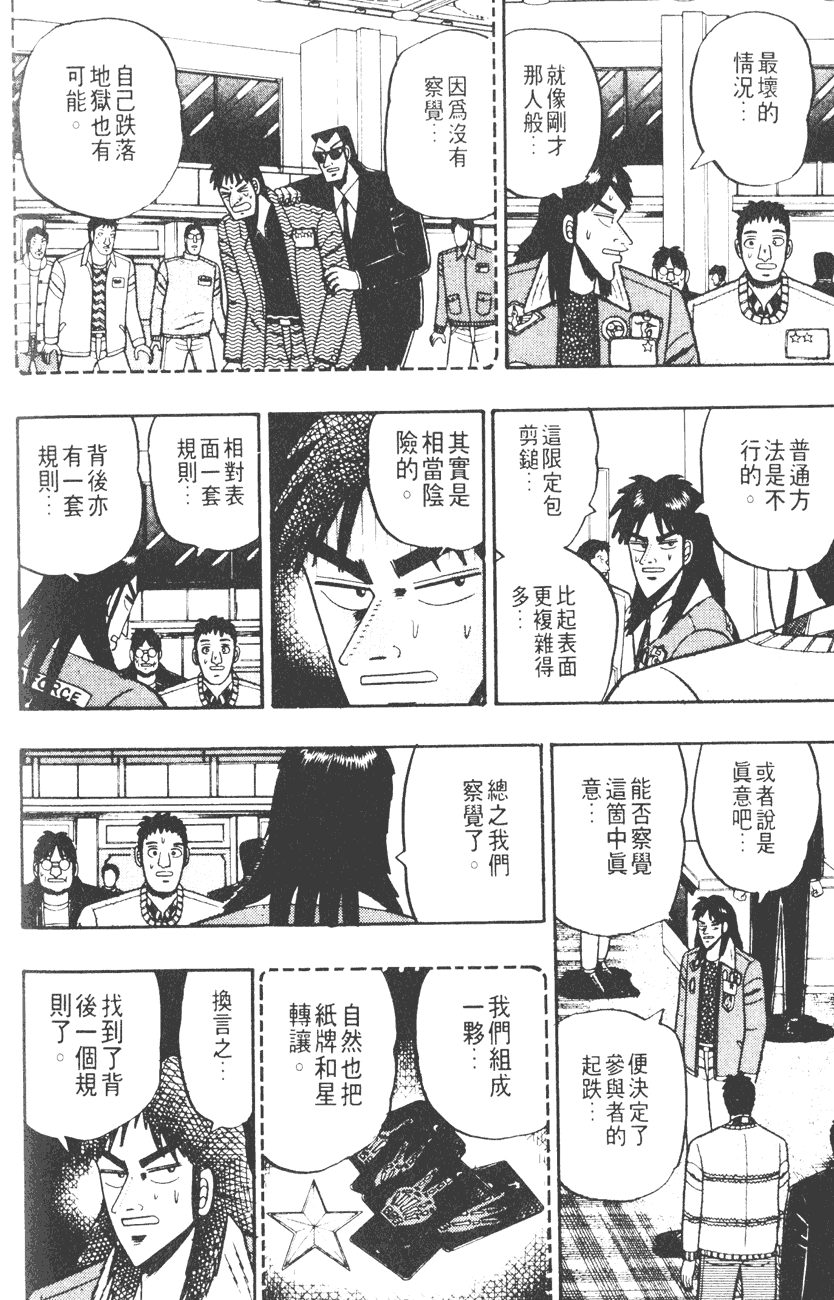 最壞的
情況…
就像剛才
那人般…
因爲沒有
察覺…
自己跌落
地獄也有
可能。
普通方
法是不
行的。
這限定包
剪鎚…
比起表面
更複雜得
多…
其實是
相當陰
險的。
相對表
面一套
規則…
背後亦
有一套
規則…
FORCE
或者說是
眞意吧…
能否察覺
這箇中眞
意…
便決定了
參與者的
起跌…
總之我們
察覺了。
我們組成
一夥…
自然也把
紙牌和星
轉讓。
換言之…
找到了背
後一個規
則了。